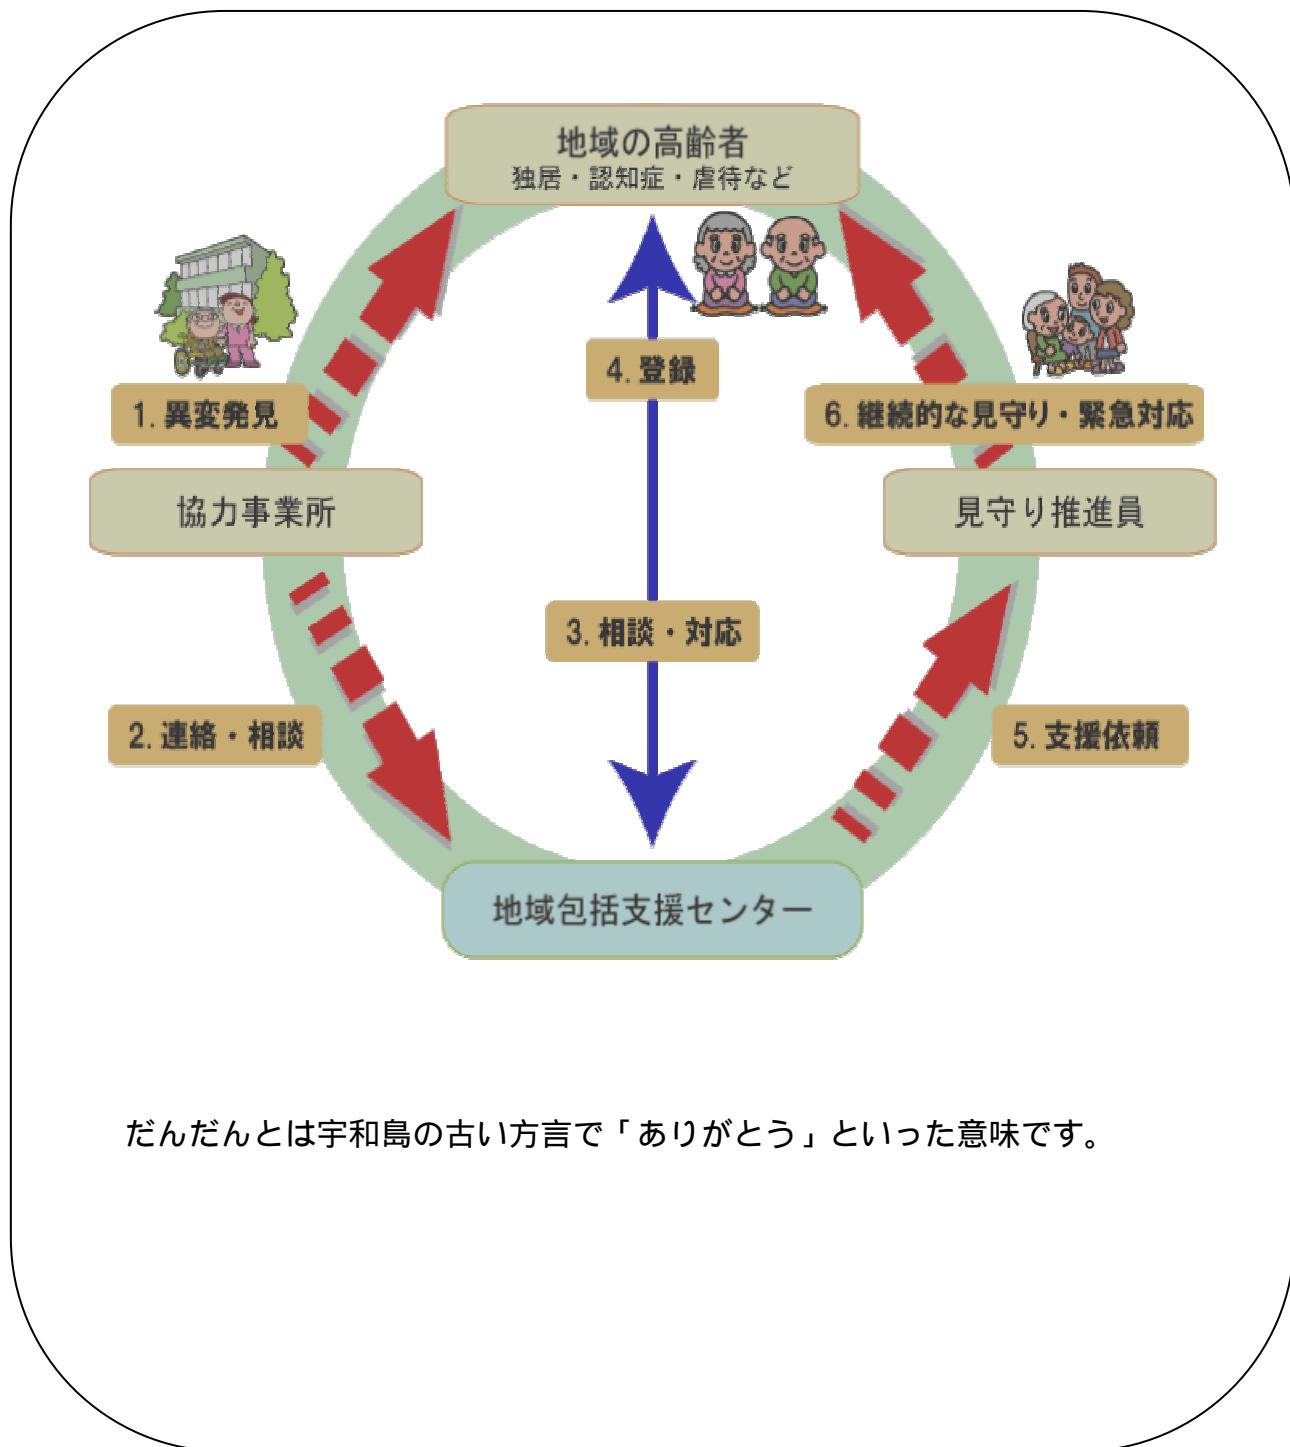 地域の高齢者
独居・認知症・虐待など
4. 登録
1. 異変発見
6. 継続的な見守り・緊急対応
協力事業所
見守り推進員
3. 相談・対応
2. 連絡・相談
5. 支援依頼
地域包括支援センター
だんだんとは宇和島の古い方言で「ありがとう」といった意味です。